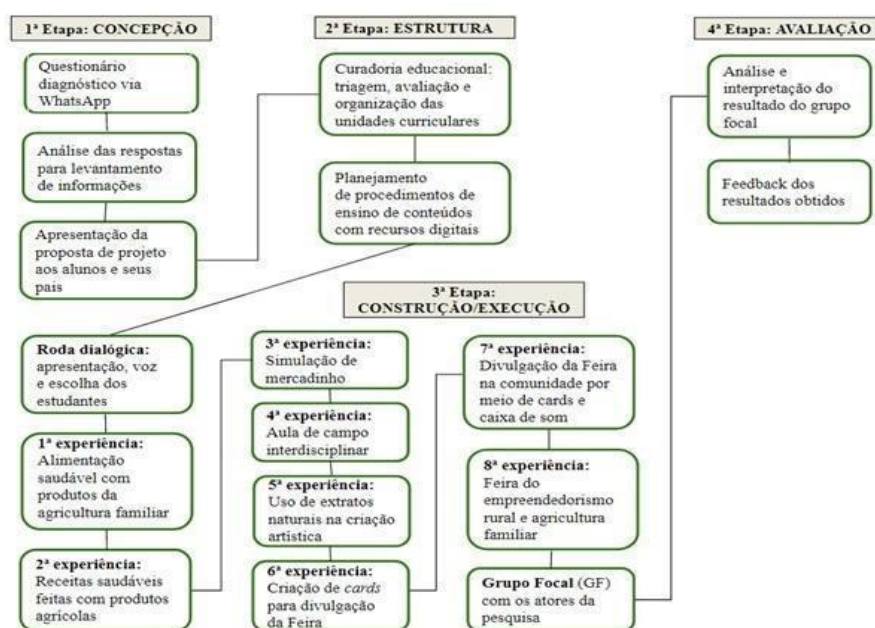 1ª Etapa: CONCEPÇÃO
Questionário
diagnóstico via
WhatsApp
Análise das respostas
para levantamento
de informações
Apresentação da
proposta de projeto
aos alunos e seus
pais
2ª Etapa: ESTRUTURA
Curadoria educacional:
triagem, avaliação e
organização das
unidades curriculares
Planejamento
de procedimentos de
ensino de conteúdos
com recursos digitais
3ª Etapa:
CONSTRUÇÃO/EXECUÇÃO
Roda dialógica:
apresentação, voz
e escolha dos
estudantes
1ª experiência:
Alimentação
saudável com
produtos da
agricultura familiar
2ª experiência:
Receitas saudáveis
feitas com produtos
agrícolas
3ª experiência:
Simulação de
mercadinho
4ª experiência:
Aula de campo
interdisciplinar
5ª experiência:
Uso de extratos
naturais na criação
artística
6ª experiência:
Criação de cards
para divulgação
da Feira
7ª experiência:
Divulgação da Feira
na comunidade por
meio de cards e
caixa de som
8ª experiência:
Feira do
empreendedorismo
rural e agricultura
familiar
Grupo Focal (GF)
com os atores da
pesquisa
4ª Etapa: AVALIAÇÃO
Análise e
interpretação do
resultado do grupo
focal
Feedback dos
resultados obtidos